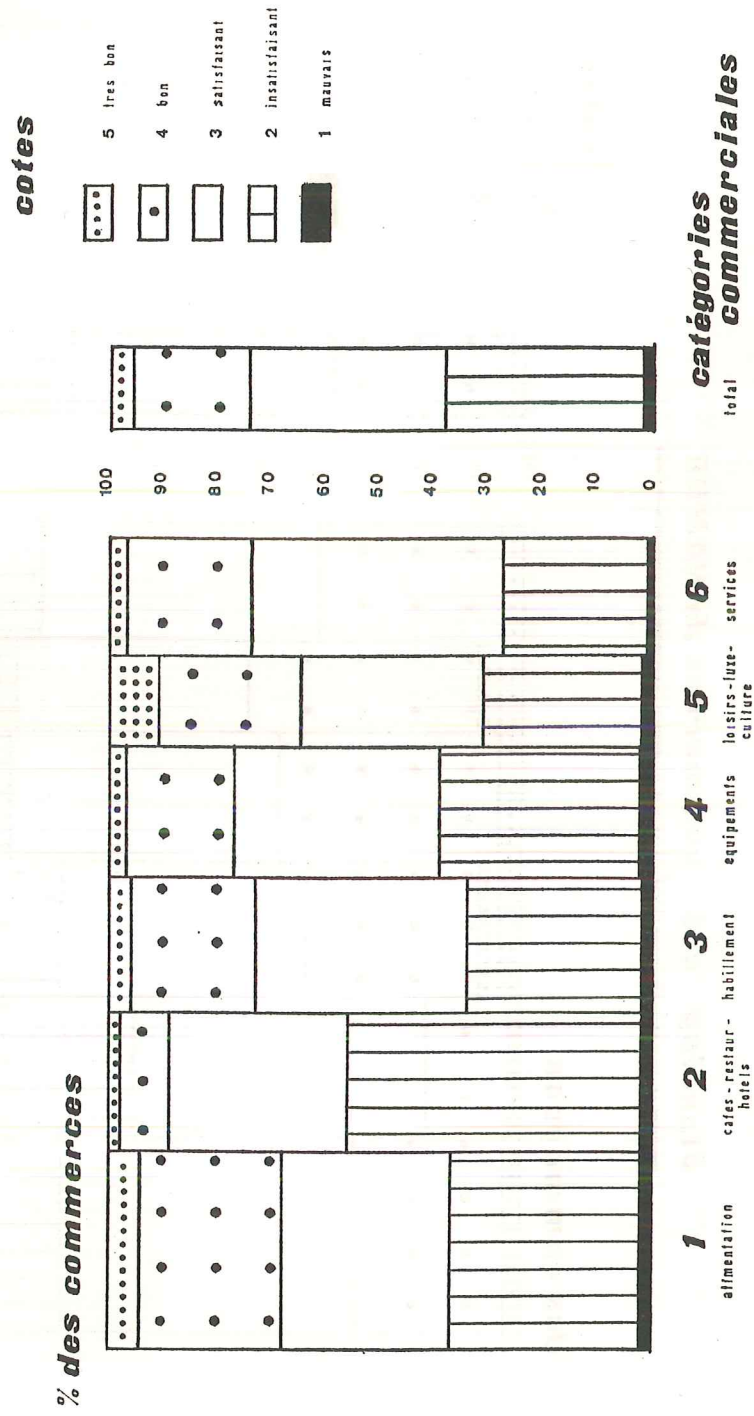 % des commerces
cotes
5 tres bon
4 bon
3 satisfaisant
2 insatisfaisant
1 mauvais
100
90
80
70
60
50
40
30
20
10
0
1
alimentation
2
cafes-restaur-
hotels
3
habillement
4
equipements
5
loisirs-luxe-
culture
6
services
total
catégories
commerciales